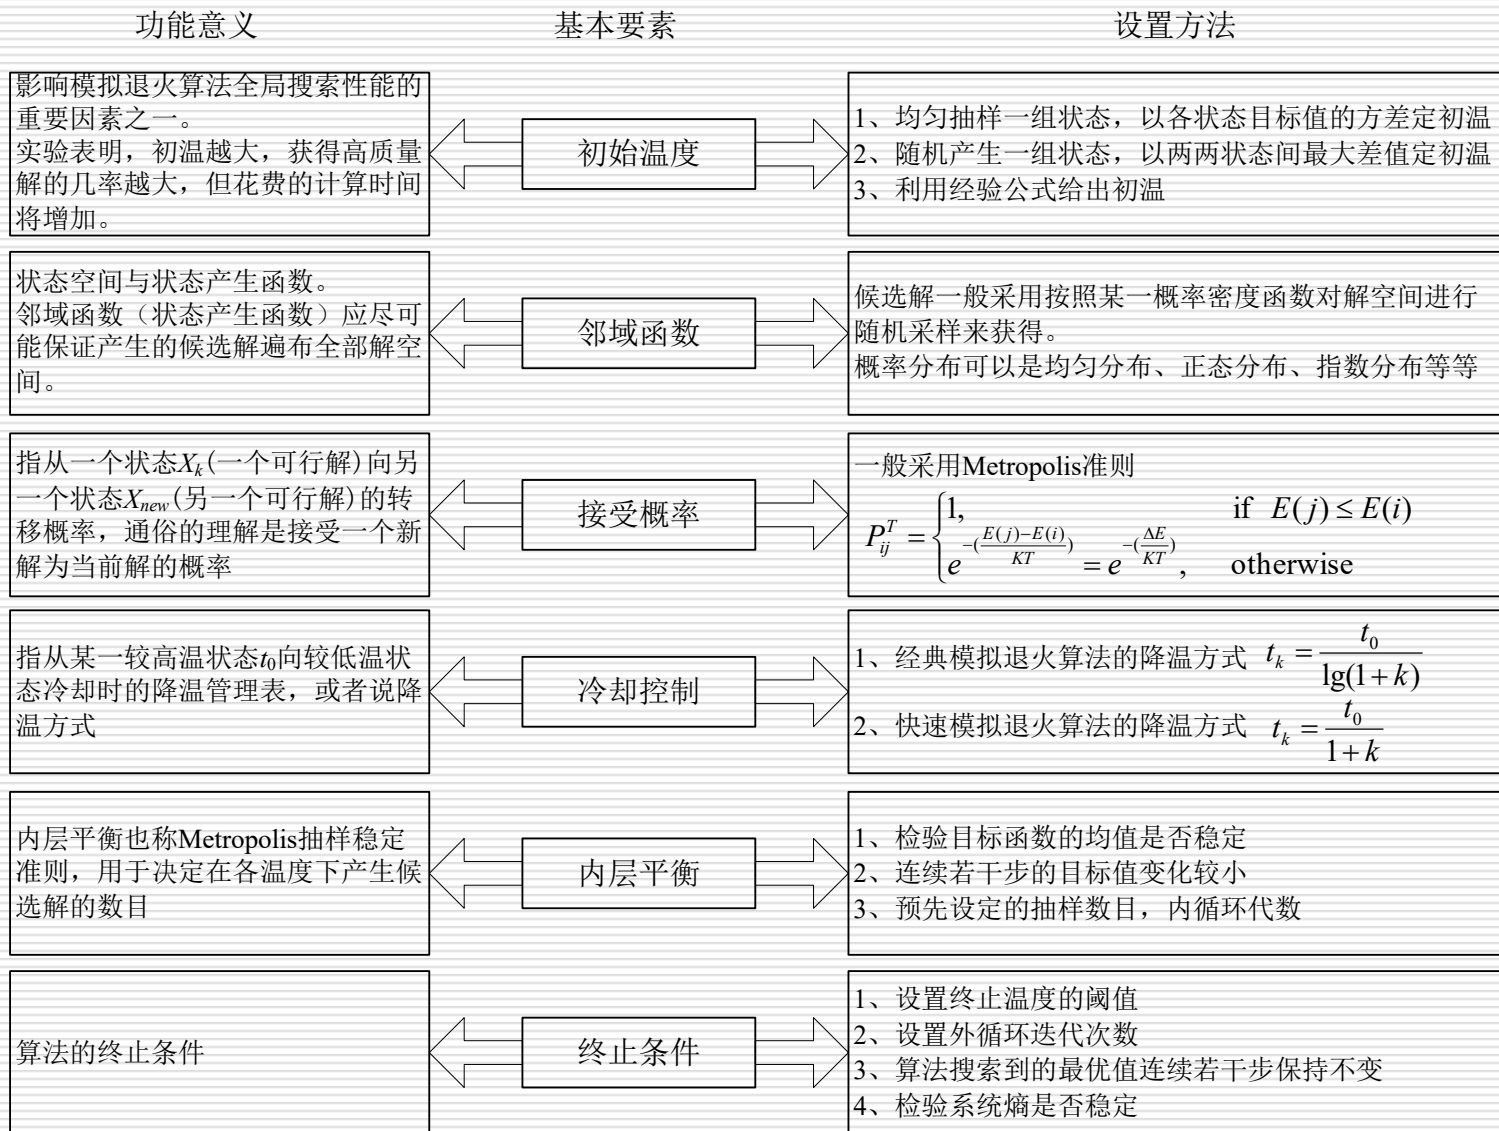 功能意义
基本要素
设置方法
影响模拟退火算法全局搜索性能的
重要因素之一。
实验表明，初温越大，获得高质量
解的几率越大，但花费的计算时间
将增加。
初始温度
1、均匀抽样一组状态，以各状态目标值的方差定初温
2、随机产生一组状态，以两两状态间最大差值定初温
3、利用经验公式给出初温
状态空间与状态产生函数。
邻域函数（状态产生函数）应尽可
能保证产生的候选解遍布全部解空
间。
邻域函数
候选解一般采用按照某一概率密度函数对解空间进行
随机采样来获得。
概率分布可以是均匀分布、正态分布、指数分布等等
指从一个状态X_k(一个可行解)向另
一个状态X_{new}(另一个可行解)的转
移概率，通俗的理解是接受一个新
解为当前解的概率
接受概率
一般采用Metropolis准则
P_{ij}^{T} = { 1, if E(j) ≤ E(i)
e^{-(\frac{E(j)-E(i)}{KT})} = e^{-(\frac{ΔE}{KT})}, otherwise
指从某一较高温状态t_0向较低温状
态冷却时的降温管理表，或者说降
温方式
冷却控制
1、经典模拟退火算法的降温方式 t_k = \frac{t_0}{lg(1+k)}
2、快速模拟退火算法的降温方式 t_k = \frac{t_0}{1+k}
内层平衡也称Metropolis抽样稳定
准则，用于决定在各温度下产生候
选解的数目
内层平衡
1、检验目标函数的均值是否稳定
2、连续若干步的目标值变化较小
3、预先设定的抽样数目，内循环代数
算法的终止条件
终止条件
1、设置终止温度的阈值
2、设置外循环迭代次数
3、算法搜索到的最优值连续若干步保持不变
4、检验系统熵是否稳定